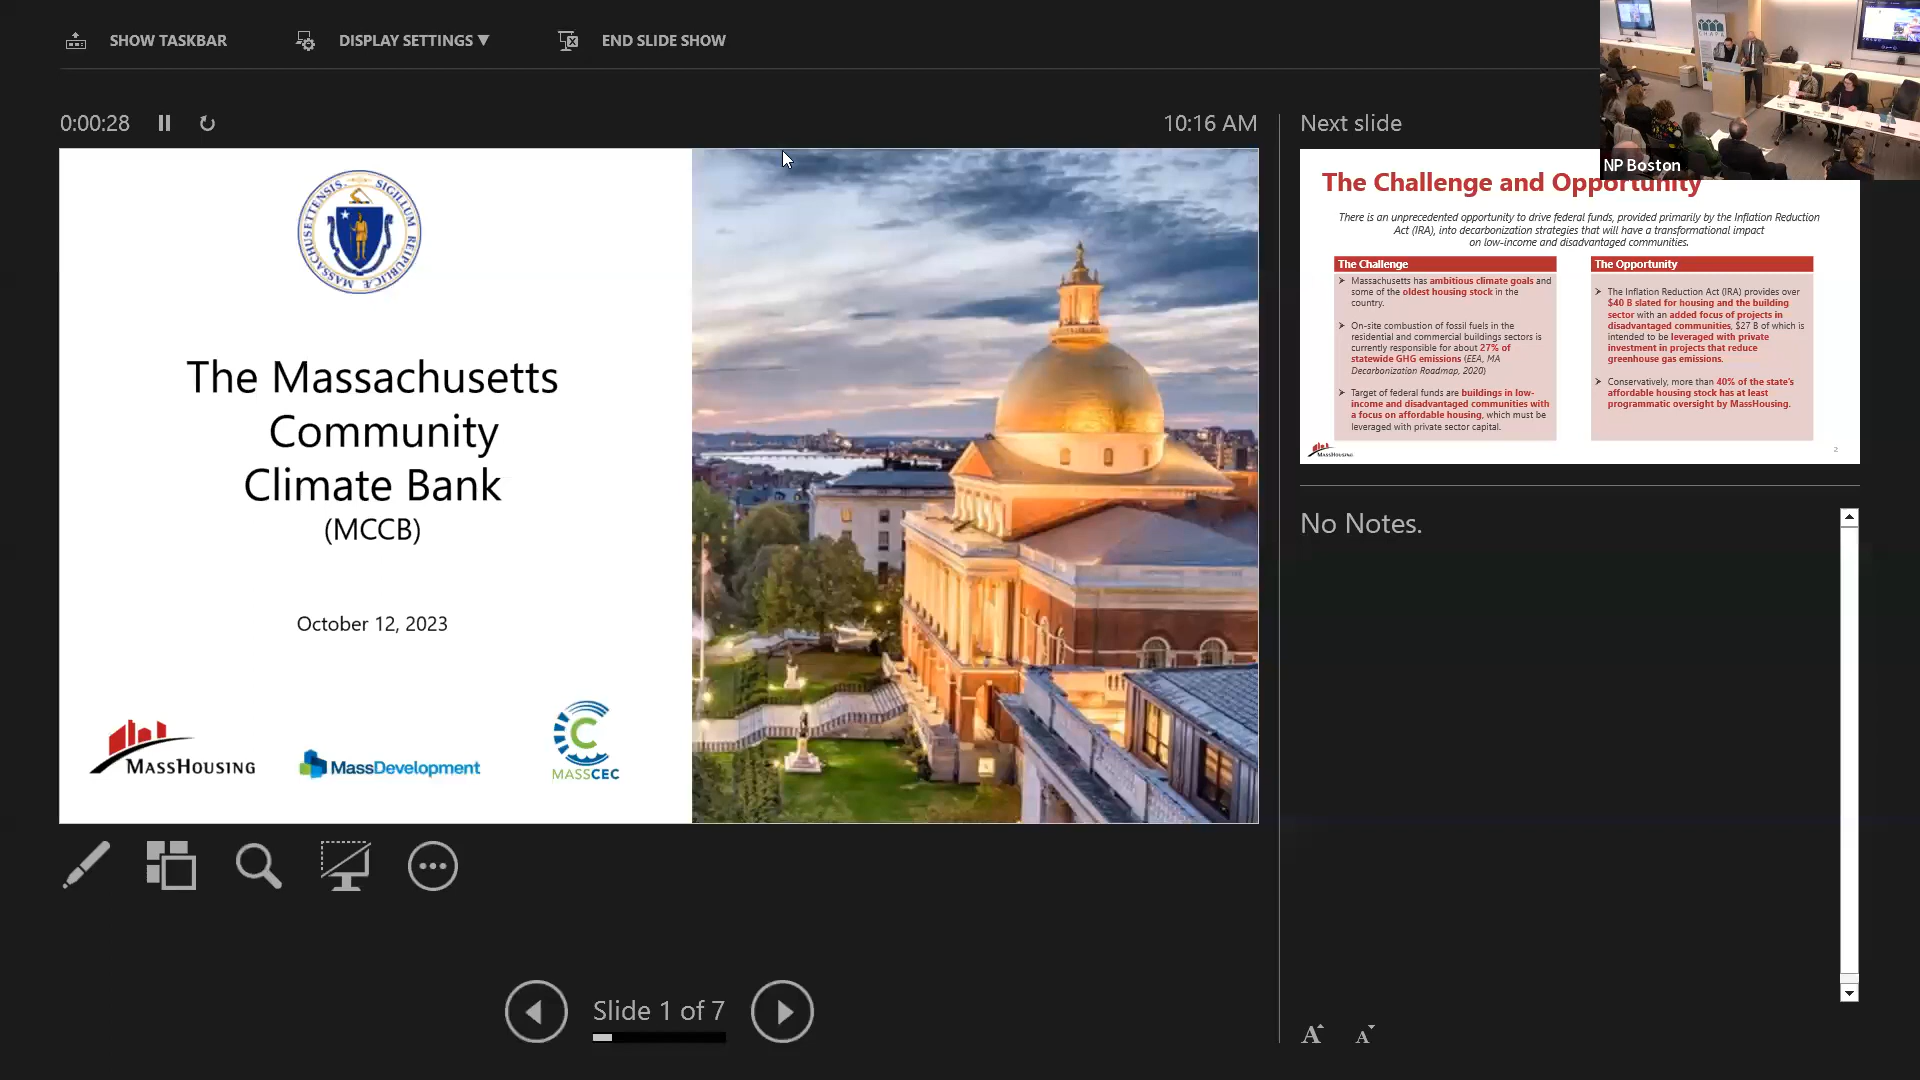 SHOW TASKBAR
DISPLAY SETTINGS ▼
END SLIDE SHOW
0:00:28
10:16 AM
Next slide
NP Boston
SIGILLUM REIPUBLICÆ MASSACHUSETTENSIS
The Massachusetts
Community
Climate Bank
(MCCB)
October 12, 2023
MASSHOUSING
MassDevelopment
C
MASSCEC
The Challenge and Opportunity
There is an unprecedented opportunity to drive federal funds, provided primarily by the Inflation Reduction
Act (IRA), into decarbonization strategies that will have a transformational impact
on low-income and disadvantaged communities.
The Challenge
Massachusetts has ambitious climate goals and
some of the oldest housing stock in the
country.
On-site combustion of fossil fuels in the
residential and commercial buildings sectors is
currently responsible for about 27% of
statewide GHG emissions (EEA, MA
Decarbonization Roadmap, 2020)
Target of federal funds are buildings in low-
income and disadvantaged communities with
a focus on affordable housing, which must be
leveraged with private sector capital.
The Opportunity
The Inflation Reduction Act (IRA) provides over
$40 B slated for housing and the building
sector with an added focus of projects in
disadvantaged communities, $27 B of which is
intended to be leveraged with private
investment in projects that reduce
greenhouse gas emissions.
Conservatively, more than 40% of the state's
affordable housing stock has at least
programmatic oversight by MassHousing.
MASSHOUSING
2
No Notes.
Slide 1 of 7
A A